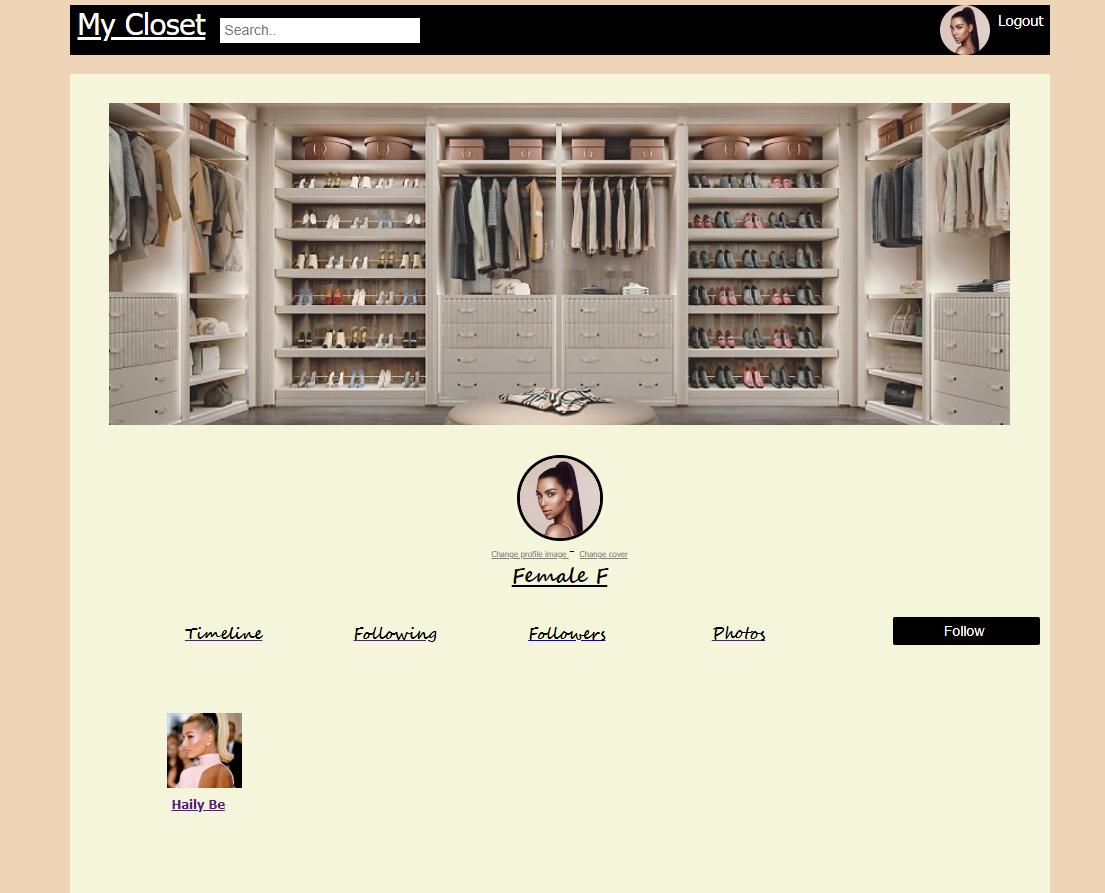 My Closet
Search..
Logout
Change profile image - Change cover
Female F
Timeline
Following
Followers
Photos
Follow
Haily Be